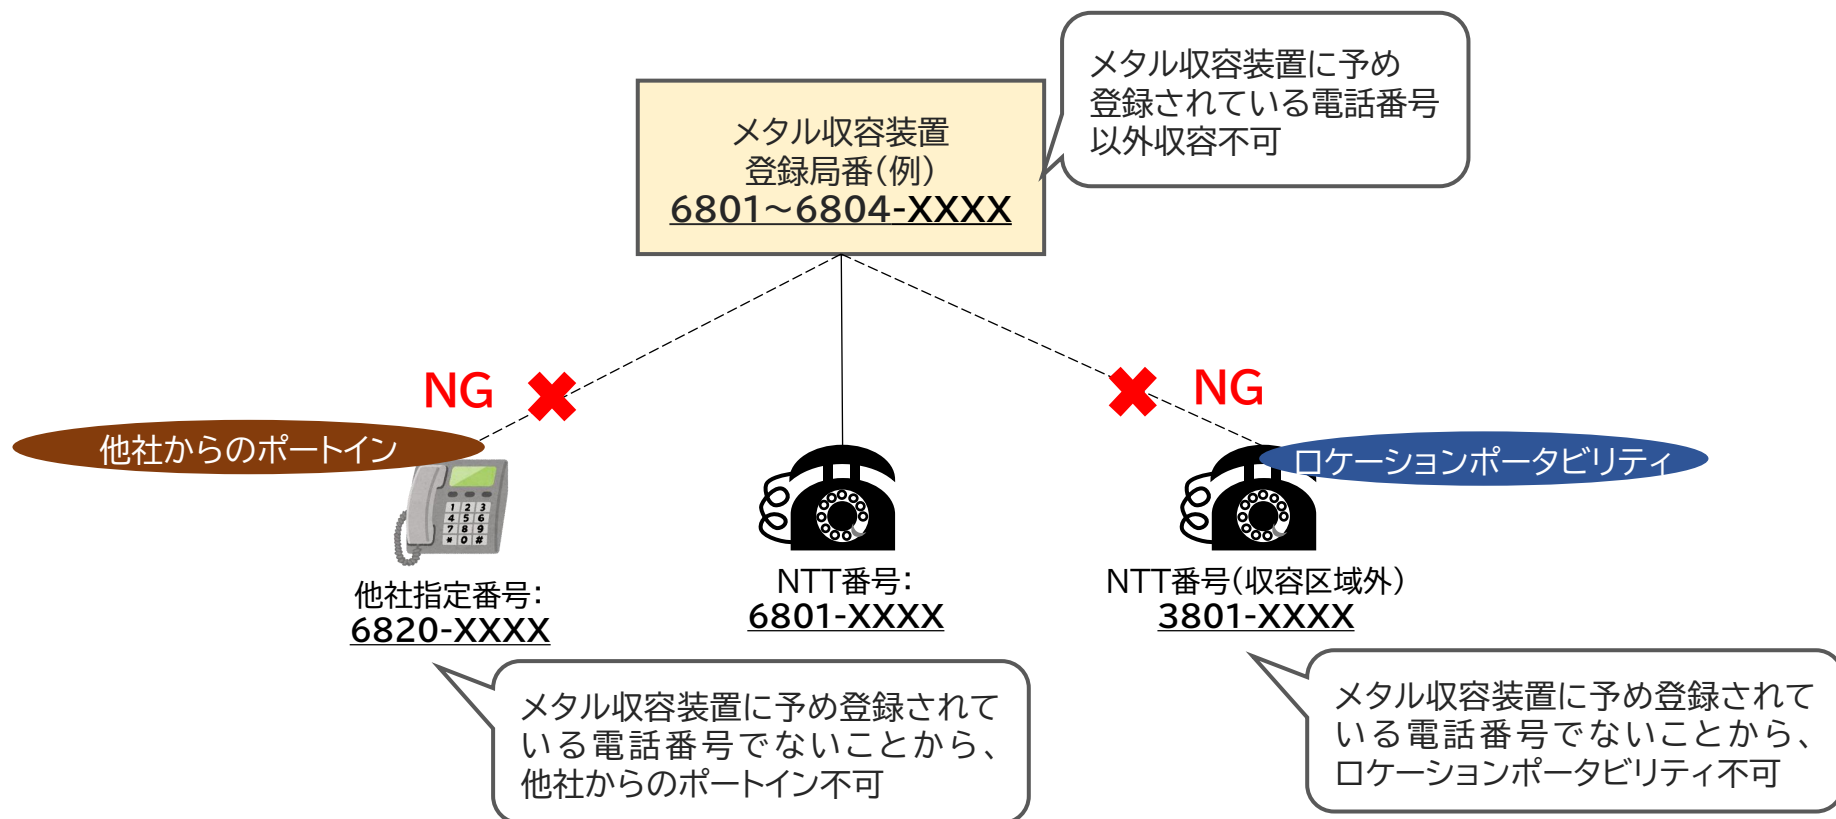 メタル収容装置に予め
登録されている電話番号
以外収容不可
メタル収容装置
登録局番(例)
6801～6804-XXXX
NG
NG
他社からのポートイン
ロケーションポータビリティ
1 2 3
4 5 6
7 8 9
* 0 #
他社指定番号:
6820-XXXX
NTT番号:
6801-XXXX
NTT番号(収容区域外)
3801-XXXX
メタル収容装置に予め登録されて
いる電話番号でないことから、
他社からのポートイン不可
メタル収容装置に予め登録されて
いる電話番号でないことから、
ロケーションポータビリティ不可